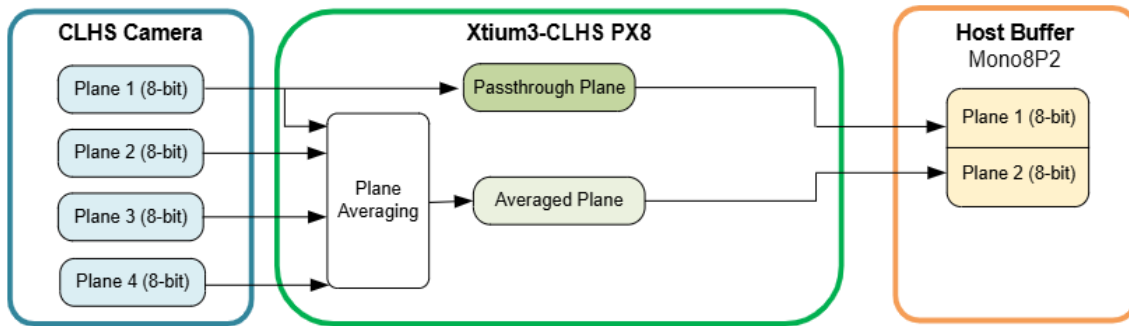 CLHS Camera
Plane 1 (8-bit)
Plane 2 (8-bit)
Plane 3 (8-bit)
Plane 4 (8-bit)
Xtium3-CLHS PX8
Passthrough Plane
Plane
Averaging
Averaged Plane
Host Buffer
Mono8P2
Plane 1 (8-bit)
Plane 2 (8-bit)